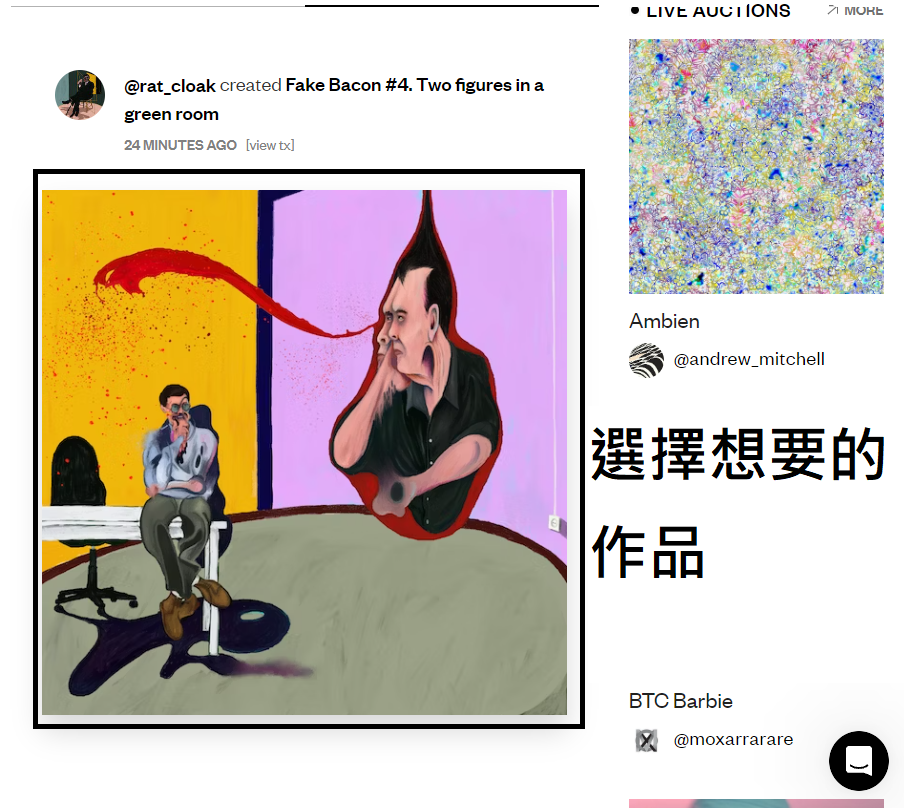 @rat_cloak created Fake Bacon #4. Two figures in a
green room
24 MINUTES AGO [view tx]
LIVE AUCTIONS
MORE
Ambien
@andrew_mitchell
選擇想要的
作品
BTC Barbie
@moxarrarare